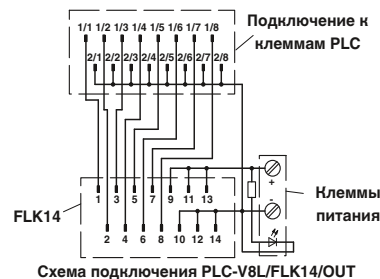 Подключение к
клеммам PLC
1/1 1/2 1/3 1/4 1/5 1/6 1/7 1/8
2/1 2/2 2/3 2/4 2/5 2/6 2/7 2/8
1 3 5 7 9 11 13
+
-
Клеммы
питания
FLK14
2 4 6 8 10 12 14
Схема подключения PLC-V8L/FLK14/OUT